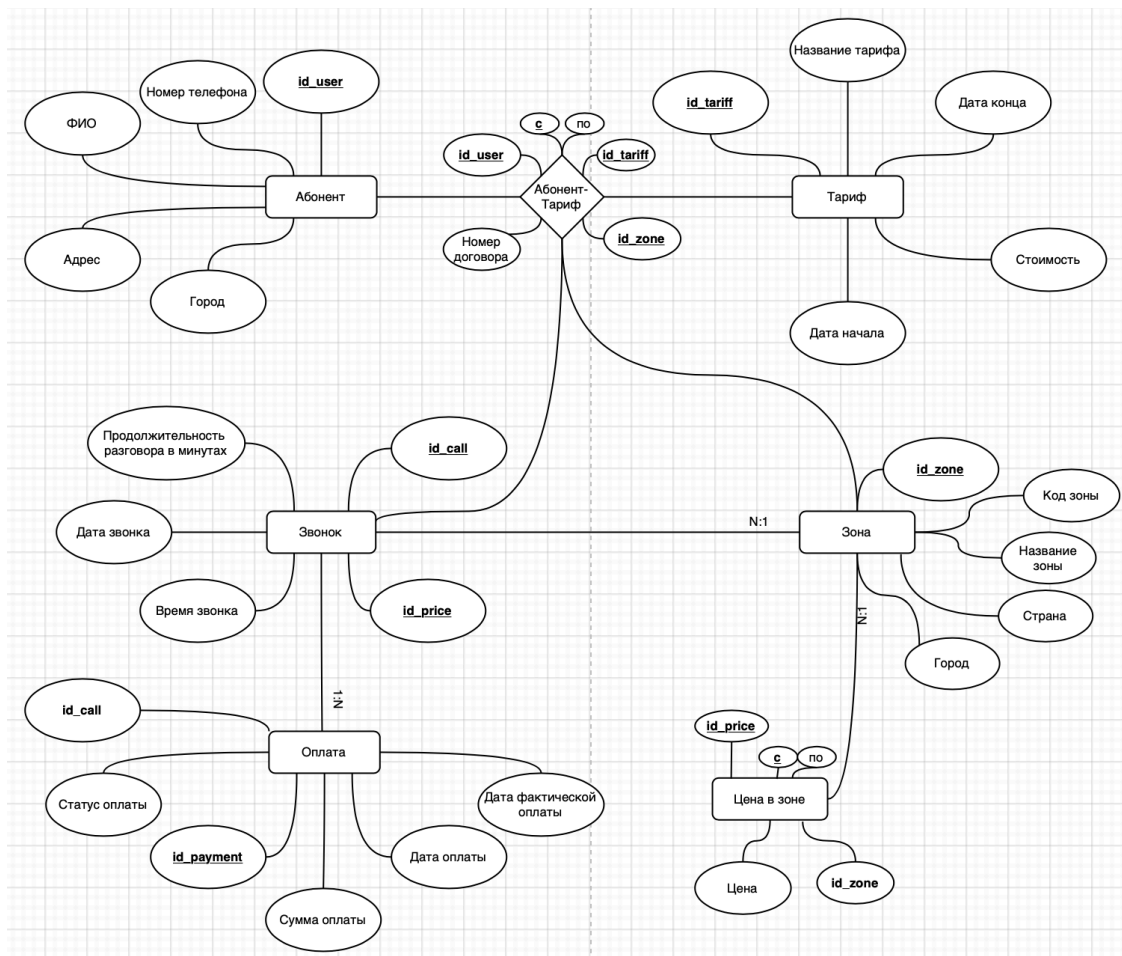 Название тарифа
id_user
Номер телефона
id_tariff
Дата конца
ФИО
с
по
id_user
id_tariff
Абонент
Абонент-
Тариф
Тариф
Номер
договора
id_zone
Адрес
Стоимость
Город
Дата начала
Продолжительность
разговора в минутах
id_call
id_zone
Код зоны
Дата звонка
Звонок
N:1
Зона
Название
зоны
Время звонка
id_price
Страна
N:1
Город
1:N
id_call
id_price
Оплата
с
по
Статус оплаты
Дата фактической
оплаты
Цена в зоне
id_payment
Дата оплаты
Цена
id_zone
Сумма оплаты